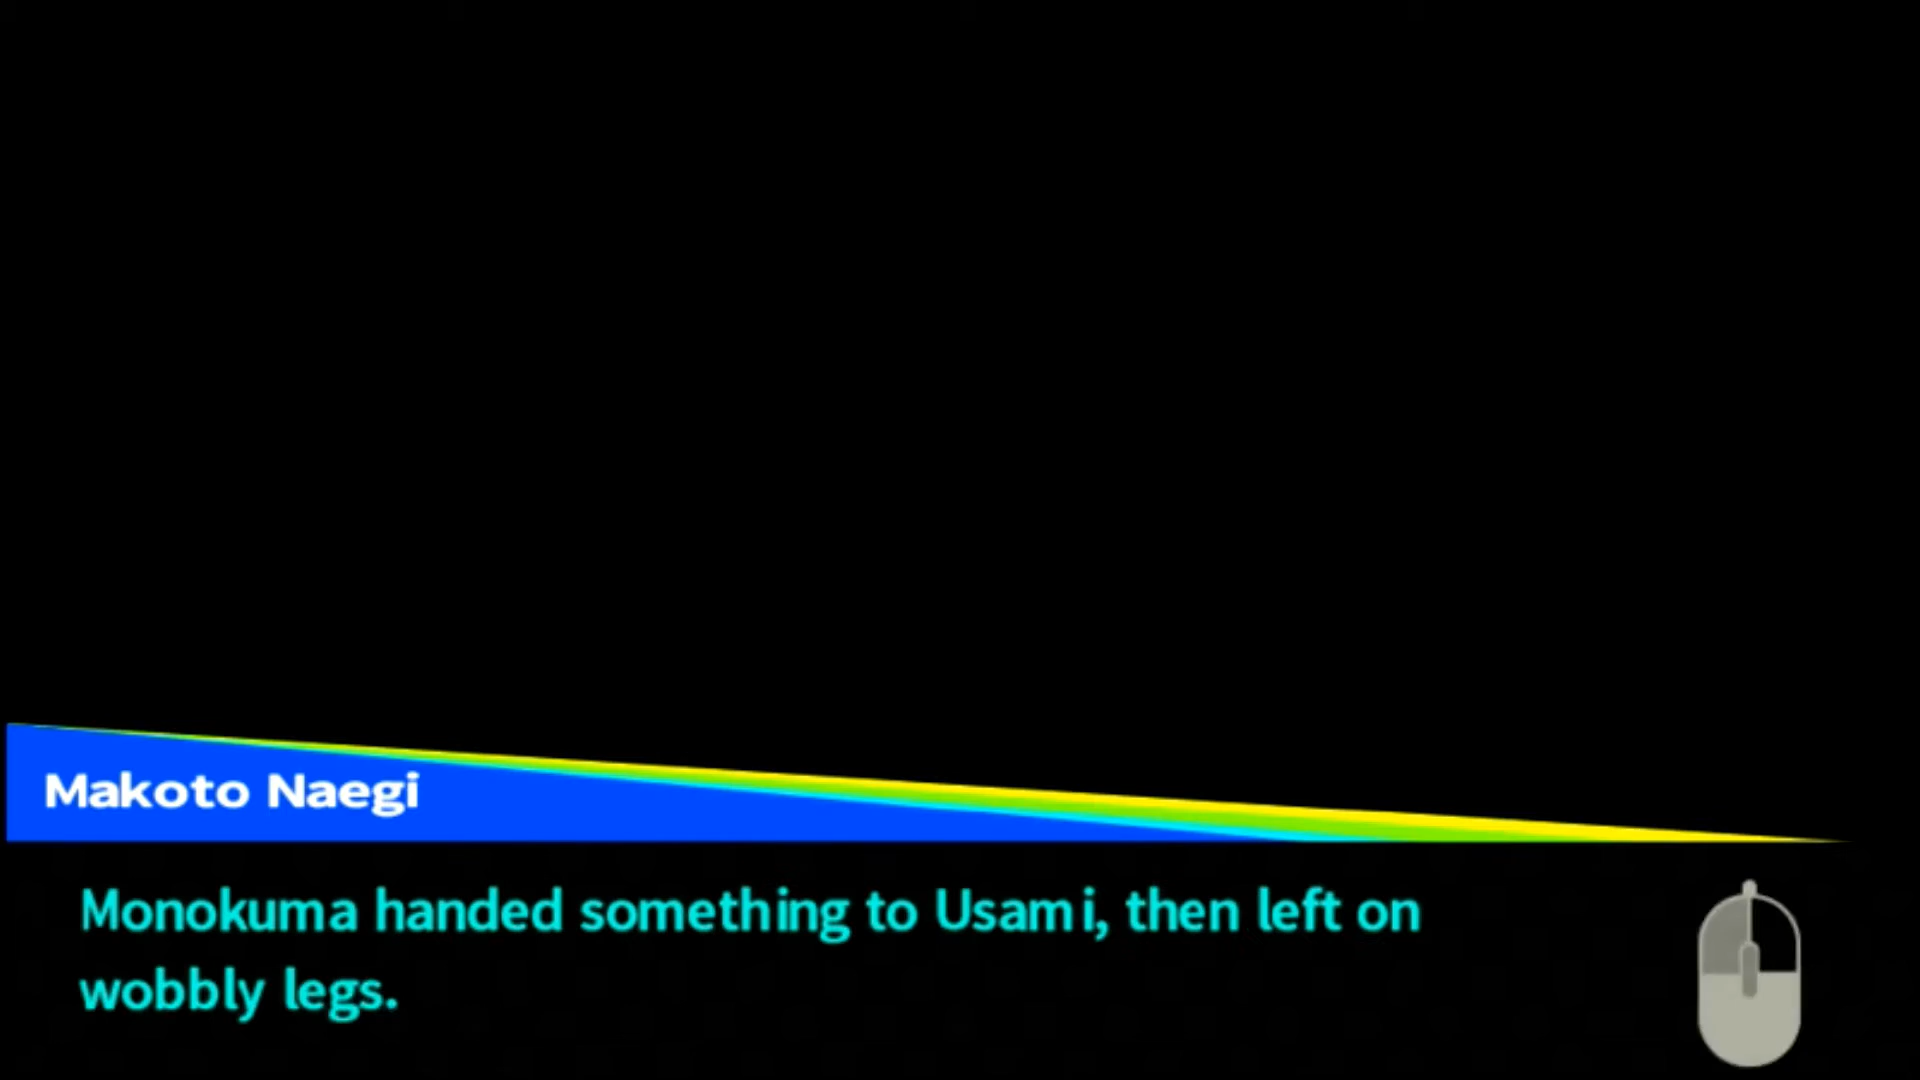 Makoto Naegi
Monokuma handed something to Usami, then left on
wobbly legs.